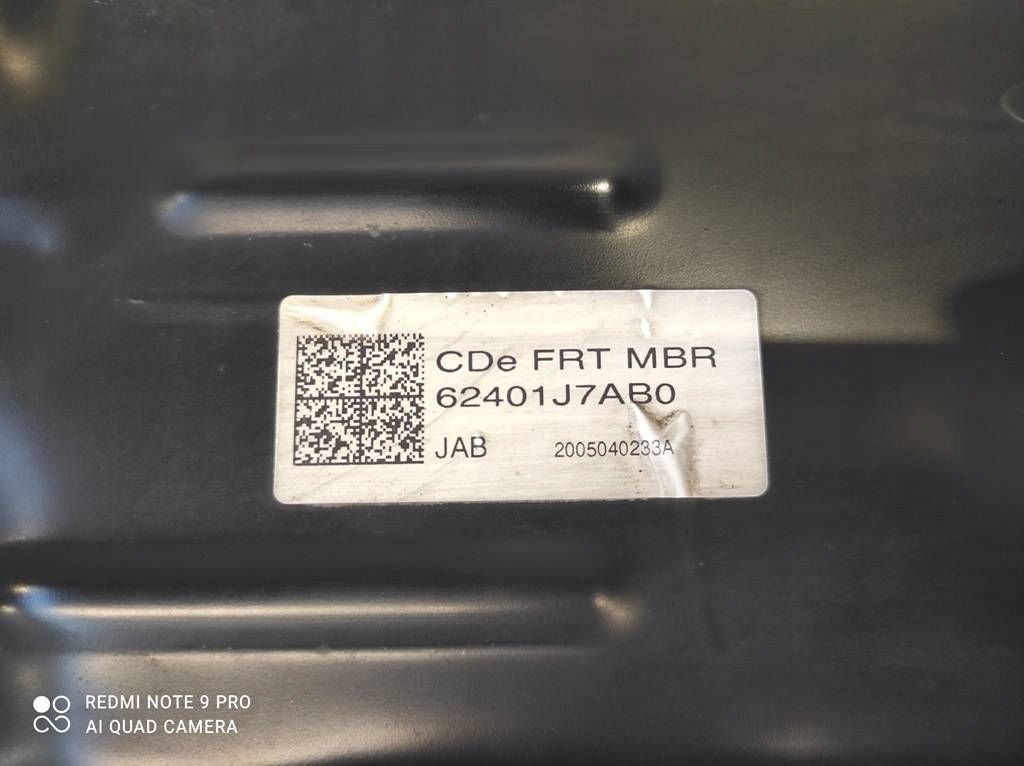 CDe FRT MBR
62401J7AB0
JAB 2005040233A
REDMI NOTE 9 PRO
AI QUAD CAMERA